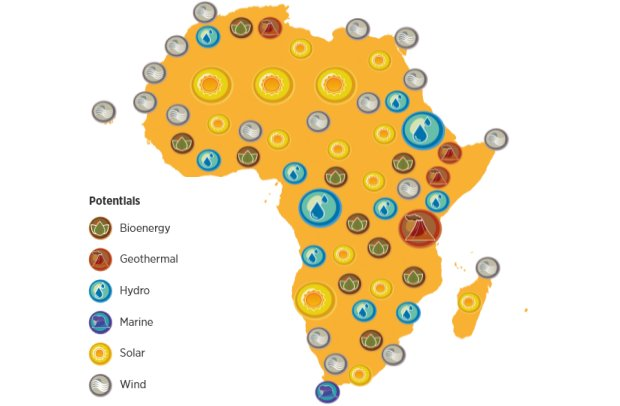 Potentials
Bioenergy
Geothermal
Hydro
Marine
Solar
Wind